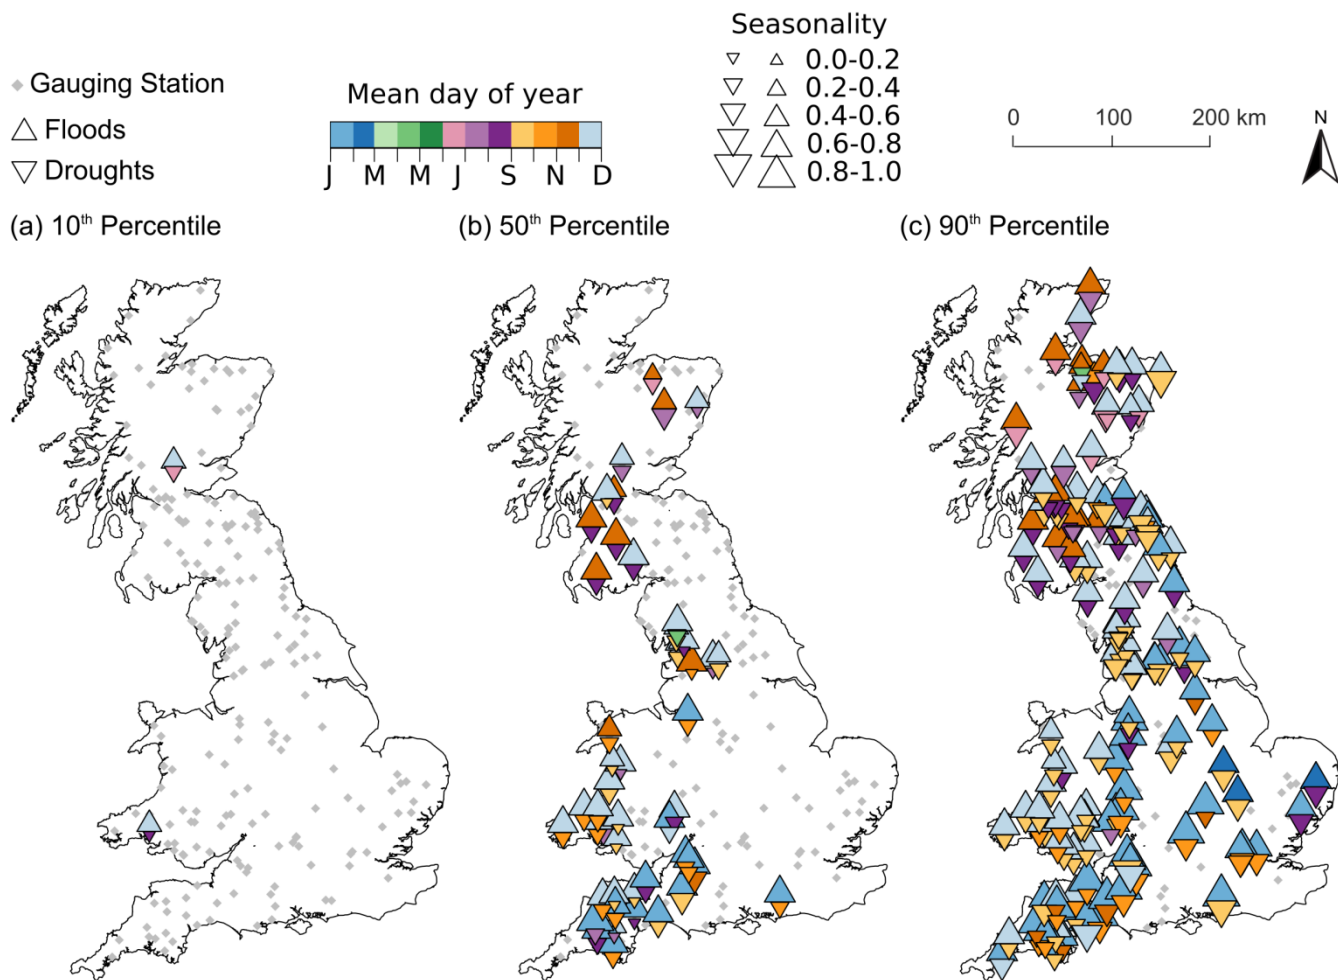 Seasonality
0.0-0.2
0.2-0.4
0.4-0.6
0.6-0.8
0.8-1.0
Gauging Station
Floods
Droughts
Mean day of year
J M M J S N D
0 100 200 km
N
(a) 10th Percentile
(b) 50th Percentile
(c) 90th Percentile